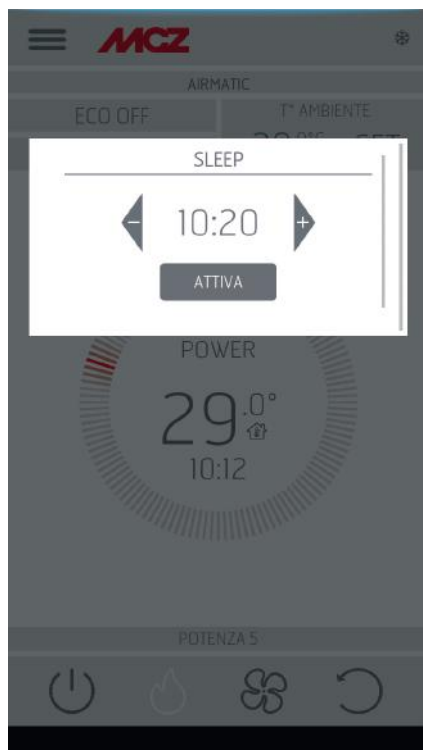 MCZ
AIRMATIC
ECO OFF
T° AMBIENTE
SLEEP
- 10:20 +
ATTIVA
POWER
29.0°
10:12
POTENZA 5